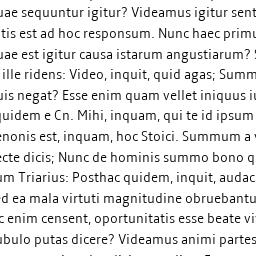 uae sequuntur igitur? Videamus igitur sent
tis est ad hoc responsum. Nunc haec primu
uae est igitur causa istarum angustiarum? S
ille ridens: Video, inquit, quid agas; Summ
uis negat? Esse enim quam vellet iniquus iu
quidem e Cn. Mihi, inquam, qui te id ipsum
enonis est, inquam, hoc Stoici. Summum a v
ecte dicis; Nunc de hominis summo bono q
um Triarius: Posthac quidem, inquit, audac
ed ea mala virtuti magnitudine obruebantu
c enim censent, oportunitatis esse beate vi
ubulo putas dicere? Videamus animi partes